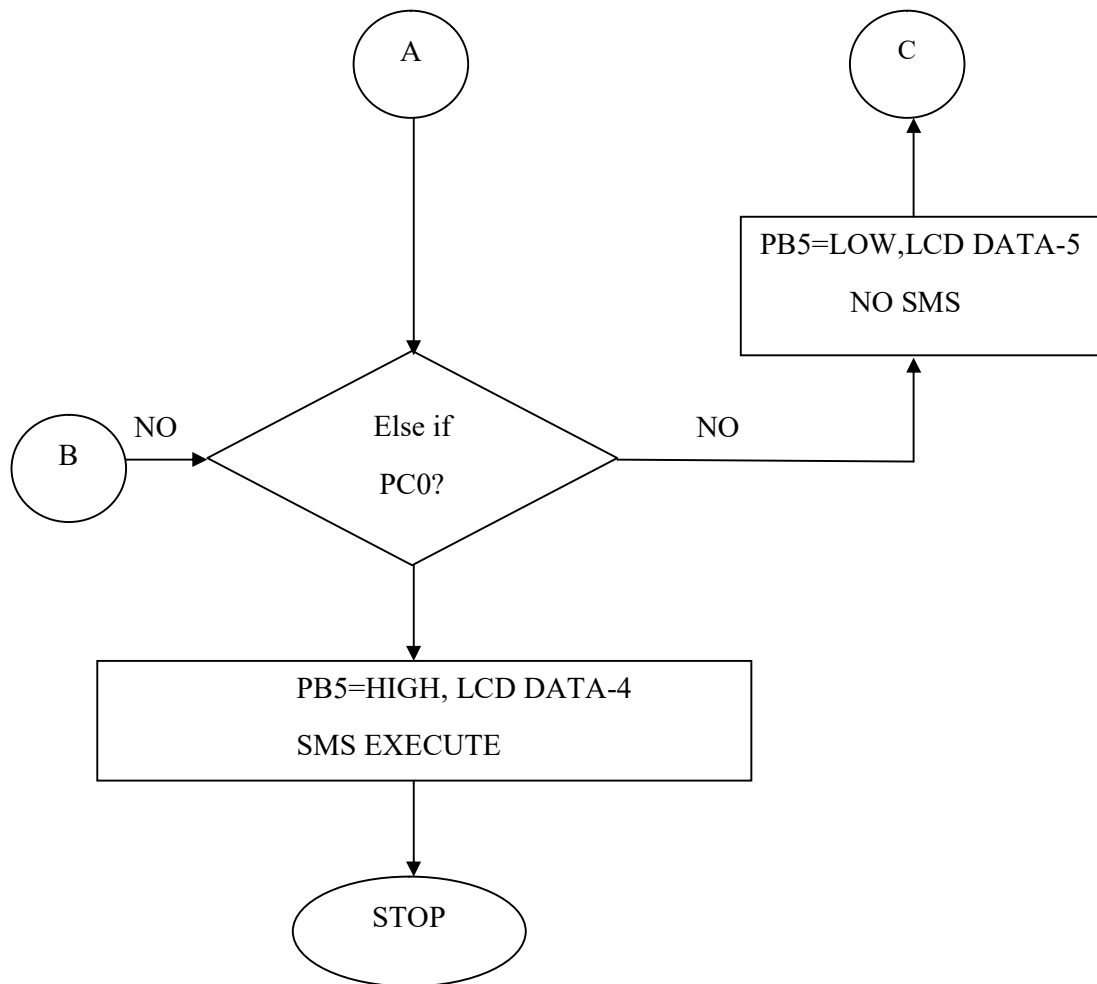 A
C
PB5=LOW,LCD DATA-5
NO SMS
B
NO
Else if
PC0?
NO
PB5=HIGH, LCD DATA-4
SMS EXECUTE
STOP